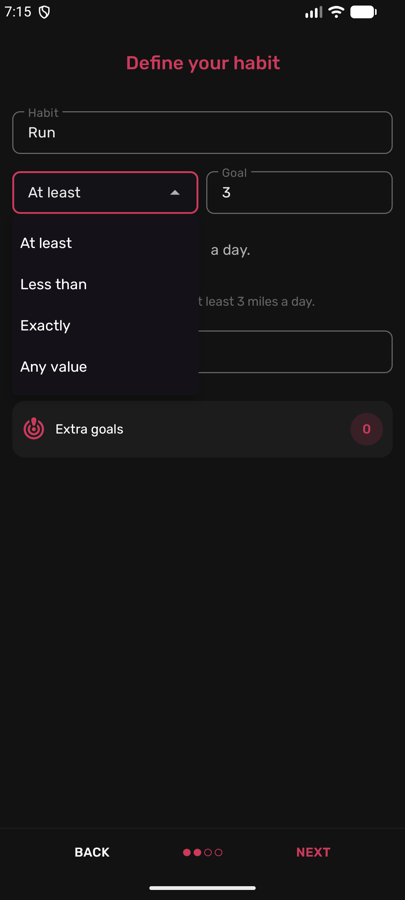 7:15
Define your habit
Habit
Run
At least
Goal
3
At least
Less than
Exactly
Any value
a day.
t least 3 miles a day.
Extra goals
0
BACK
NEXT